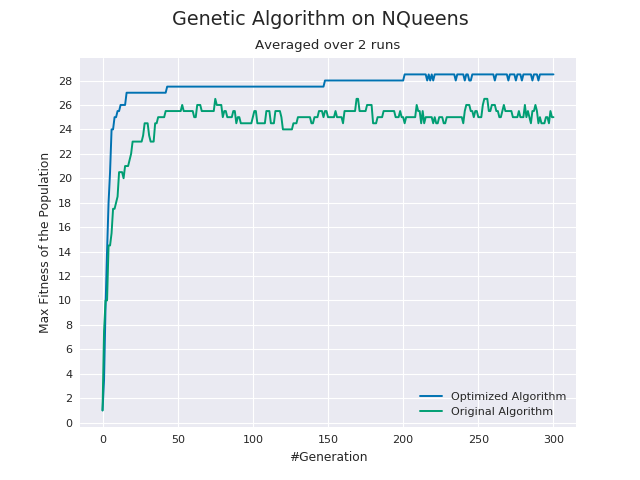 Genetic Algorithm on NQueens
Averaged over 2 runs
Max Fitness of the Population
28
26
24
22
20
18
16
14
12
10
8
6
4
2
0
Optimized Algorithm
Original Algorithm
0 50 100 150 200 250 300
#Generation